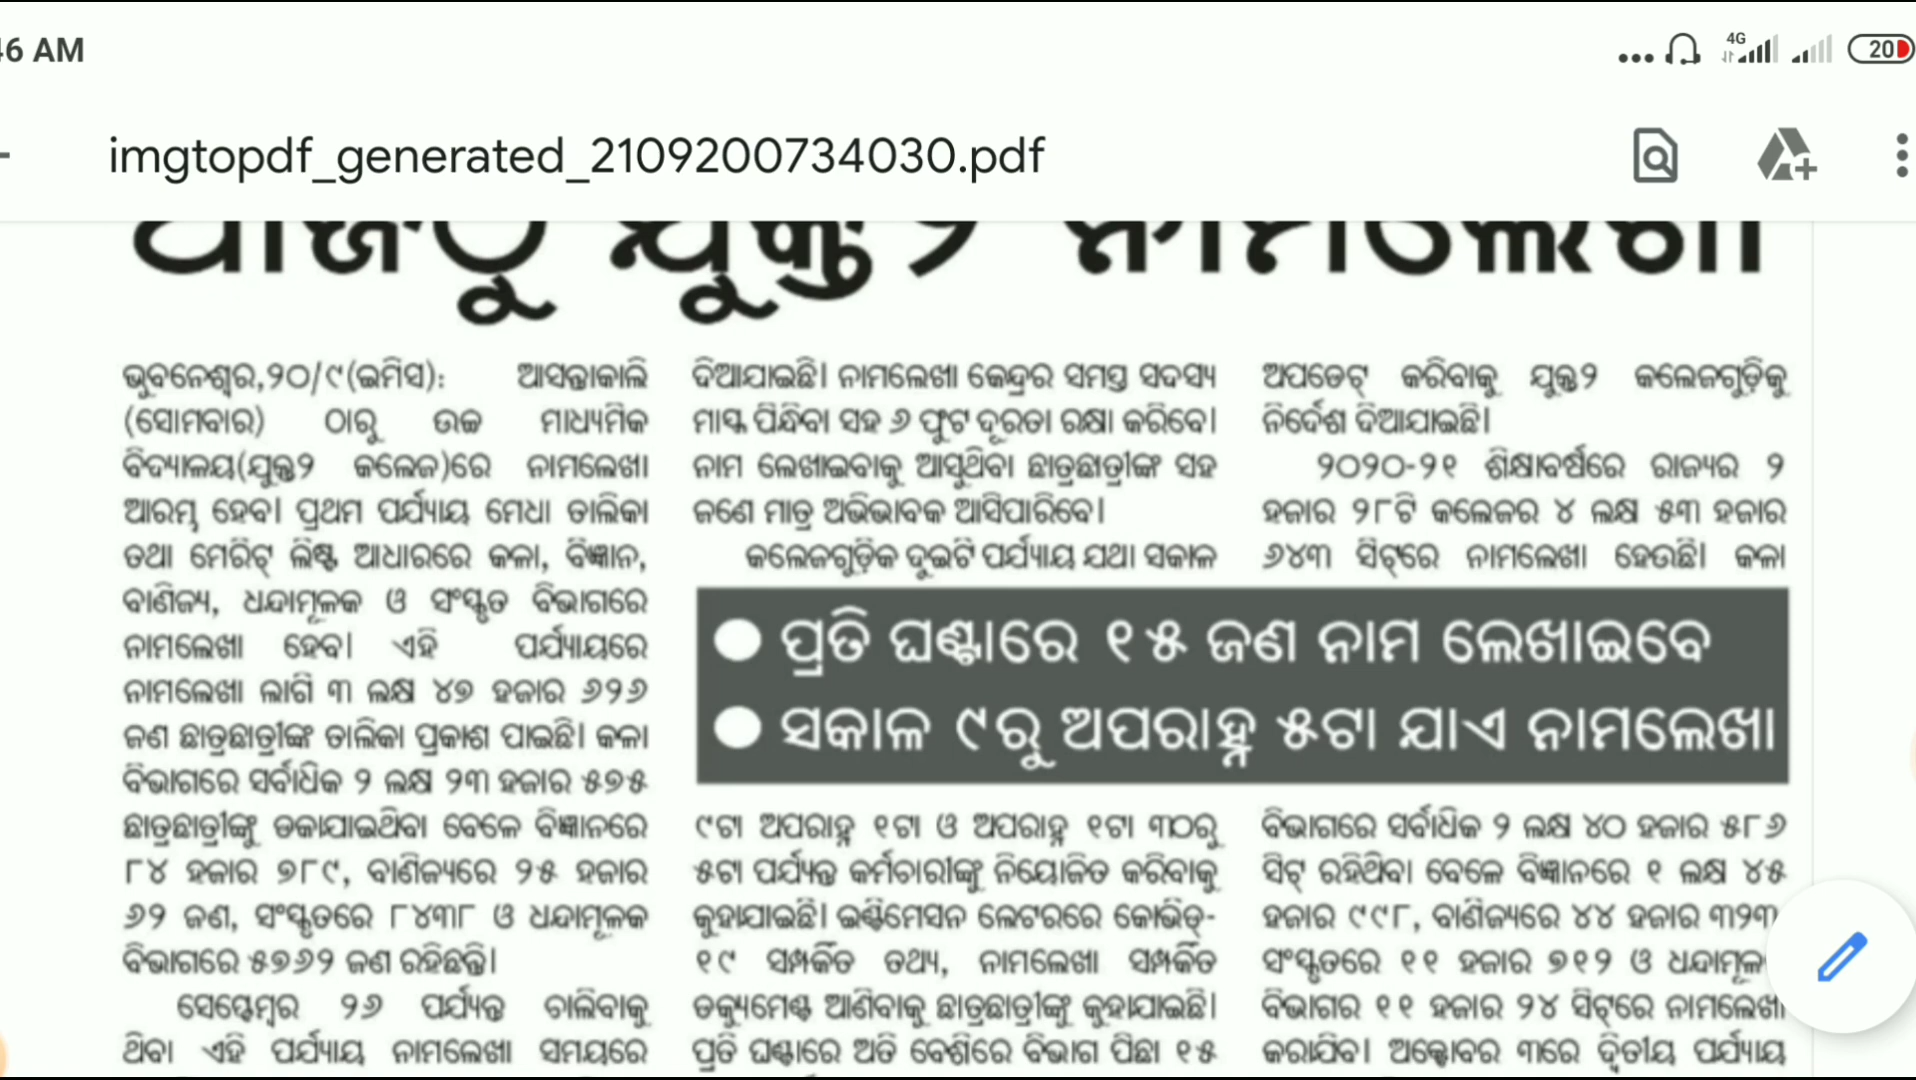 46 AM
4G
20
imgtopdf_generated_2109200734030.pdf
ଆଜିଠୁ ଯୁକ୍ତ୨ ନାମଲେଖା
ଭୁବନେଶ୍ୱର,୨୦/୯(ଇମିସ): ଆସନ୍ତାକାଲି
(ସୋମବାର) ଠାରୁ ଉଚ୍ଚ ମାଧ୍ୟମିକ
ବିଦ୍ୟାଳୟ(ଯୁକ୍ତ୨ କଲେଜ)ରେ ନାମଲେଖା
ଆରମ୍ଭ ହେବ। ପ୍ରଥମ ପର୍ଯ୍ୟାୟ ମେଧା ତାଲିକା
ତଥା ମେରିଟ୍ ଲିଷ୍ଟ ଆଧାରରେ କଳା, ବିଜ୍ଞାନ,
ବାଣିଜ୍ୟ, ଧନ୍ଦାମୂଳକ ଓ ସଂସ୍କୃତ ବିଭାଗରେ
ନାମଲେଖା ହେବ। ଏହି ପର୍ଯ୍ୟାୟରେ
ନାମଲେଖା ଲାଗି ୩ ଲକ୍ଷ ୪୭ ହଜାର ୬୨୬
ଜଣ ଛାତ୍ରଛାତ୍ରୀଙ୍କ ତାଲିକା ପ୍ରକାଶ ପାଇଛି। କଳା
ବିଭାଗରେ ସର୍ବାଧିକ ୨ ଲକ୍ଷ ୨୩ ହଜାର ୫୭୫
ଛାତ୍ରଛାତ୍ରୀଙ୍କୁ ଡକାଯାଇଥିବା ବେଳେ ବିଜ୍ଞାନରେ
୮୪ ହଜାର ୭୮୯, ବାଣିଜ୍ୟରେ ୨୫ ହଜାର
୬୨ ଜଣ, ସଂସ୍କୃତରେ ୮୪୩୮ ଓ ଧନ୍ଦାମୂଳକ
ବିଭାଗରେ ୫୭୬୨ ଜଣ ରହିଛନ୍ତି।
ସେପ୍ଟେମ୍ବର ୨୬ ପର୍ଯ୍ୟନ୍ତ ଚାଲିବାକୁ
ଥିବା ଏହି ପର୍ଯ୍ୟାୟ ନାମଲେଖା ସମୟରେ
ଦିଆଯାଇଛି। ନାମଲେଖା କେନ୍ଦ୍ରର ସମସ୍ତ ସଦସ୍ୟ
ମାସ୍କ ପିନ୍ଧିବା ସହ ୬ ଫୁଟ ଦୂରତା ରକ୍ଷା କରିବେ।
ନାମ ଲେଖାଇବାକୁ ଆସୁଥିବା ଛାତ୍ରଛାତ୍ରୀଙ୍କ ସହ
ଜଣେ ମାତ୍ର ଅଭିଭାବକ ଆସିପାରିବେ।
କଲେଜଗୁଡ଼ିକ ଦୁଇଟି ପର୍ଯ୍ୟାୟ ଯଥା ସକାଳ
● ପ୍ରତି ଘଣ୍ଟାରେ ୧୫ ଜଣ ନାମ ଲେଖାଇବେ
● ସକାଳ ୯ରୁ ଅପରାହ୍ନ ୫ଟା ଯାଏ ନାମଲେଖା
୯ଟା ଅପରାହ୍ନ ୧ଟା ଓ ଅପରାହ୍ନ ୧ଟା ୩୦ରୁ
୫ଟା ପର୍ଯ୍ୟନ୍ତ କର୍ମଚାରୀଙ୍କୁ ନିୟୋଜିତ କରିବାକୁ
କୁହାଯାଇଛି। ଇଣ୍ଟିମେସନ ଲେଟରରେ କୋଭିଡ୍-
୧୯ ସମ୍ପର୍କିତ ତଥ୍ୟ, ନାମଲେଖା ସମ୍ପର୍କିତ
ଡକ୍ୟୁମେଣ୍ଟ ଆଣିବାକୁ ଛାତ୍ରଛାତ୍ରୀଙ୍କୁ କୁହାଯାଇଛି।
ପ୍ରତି ଘଣ୍ଟାରେ ଅତି ବେଶିରେ ବିଭାଗ ପିଛା ୧୫
ଅପଡେଟ୍ କରିବାକୁ ଯୁକ୍ତ୨ କଲେଜଗୁଡ଼ିକୁ
ନିର୍ଦେଶ ଦିଆଯାଇଛି।
୨୦୨୦-୨୧ ଶିକ୍ଷାବର୍ଷରେ ରାଜ୍ୟର ୨
ହଜାର ୨୮ଟି କଲେଜର ୪ ଲକ୍ଷ ୫୩ ହଜାର
୬୪୩ ସିଟ୍‌ରେ ନାମଲେଖା ହେଉଛି। କଳା
ବିଭାଗରେ ସର୍ବାଧିକ ୨ ଲକ୍ଷ ୪୦ ହଜାର ୫୮୬
ସିଟ୍ ରହିଥିବା ବେଳେ ବିଜ୍ଞାନରେ ୧ ଲକ୍ଷ ୪୫
ହଜାର ୯୯୮, ବାଣିଜ୍ୟରେ ୪୪ ହଜାର ୩୨୩,
ସଂସ୍କୃତରେ ୧୧ ହଜାର ୭୧୨ ଓ ଧନ୍ଦାମୂଳ
ବିଭାଗର ୧୧ ହଜାର ୨୪ ସିଟ୍‌ରେ ନାମଲେଖା
କରାଯିବ। ଅକ୍ଟୋବର ୩ରେ ଦ୍ୱିତୀୟ ପର୍ଯ୍ୟାୟ